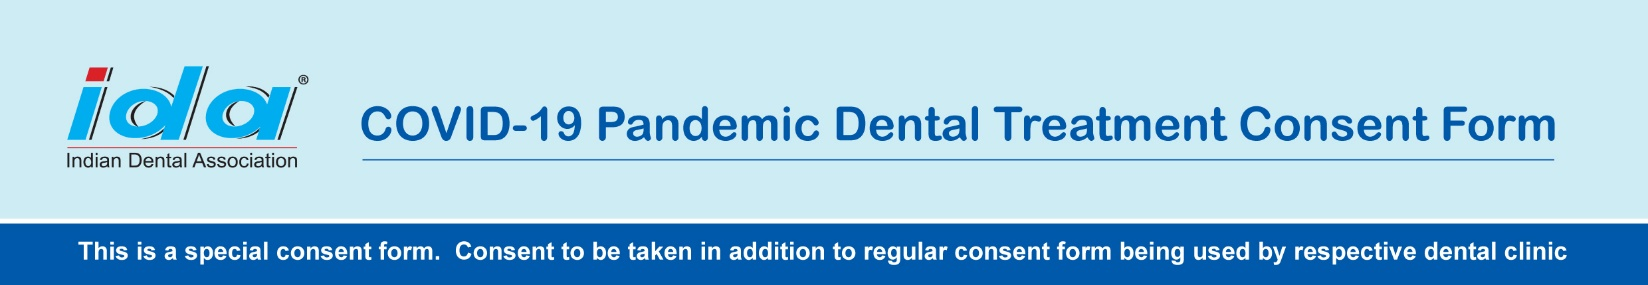 ida®
Indian Dental Association
COVID-19 Pandemic Dental Treatment Consent Form
This is a special consent form.  Consent to be taken in addition to regular consent form being used by respective dental clinic